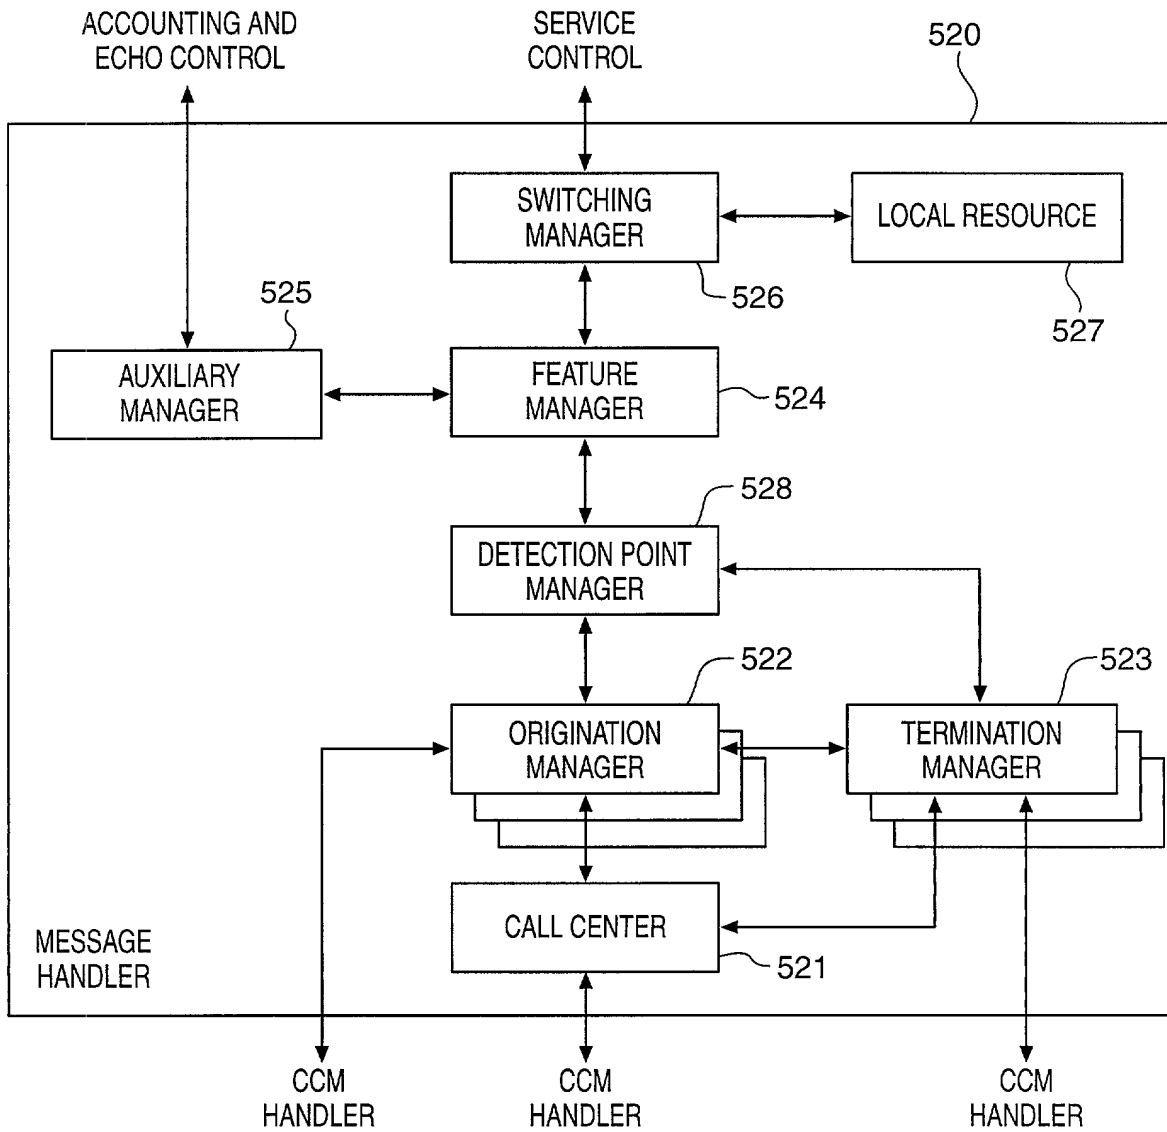 ACCOUNTING AND
ECHO CONTROL
SERVICE
CONTROL
520
SWITCHING
MANAGER
LOCAL RESOURCE
526
527
525
AUXILIARY
MANAGER
FEATURE
MANAGER
524
528
DETECTION POINT
MANAGER
522
523
ORIGINATION
MANAGER
TERMINATION
MANAGER
CALL CENTER
521
MESSAGE
HANDLER
CCM
HANDLER
CCM
HANDLER
CCM
HANDLER